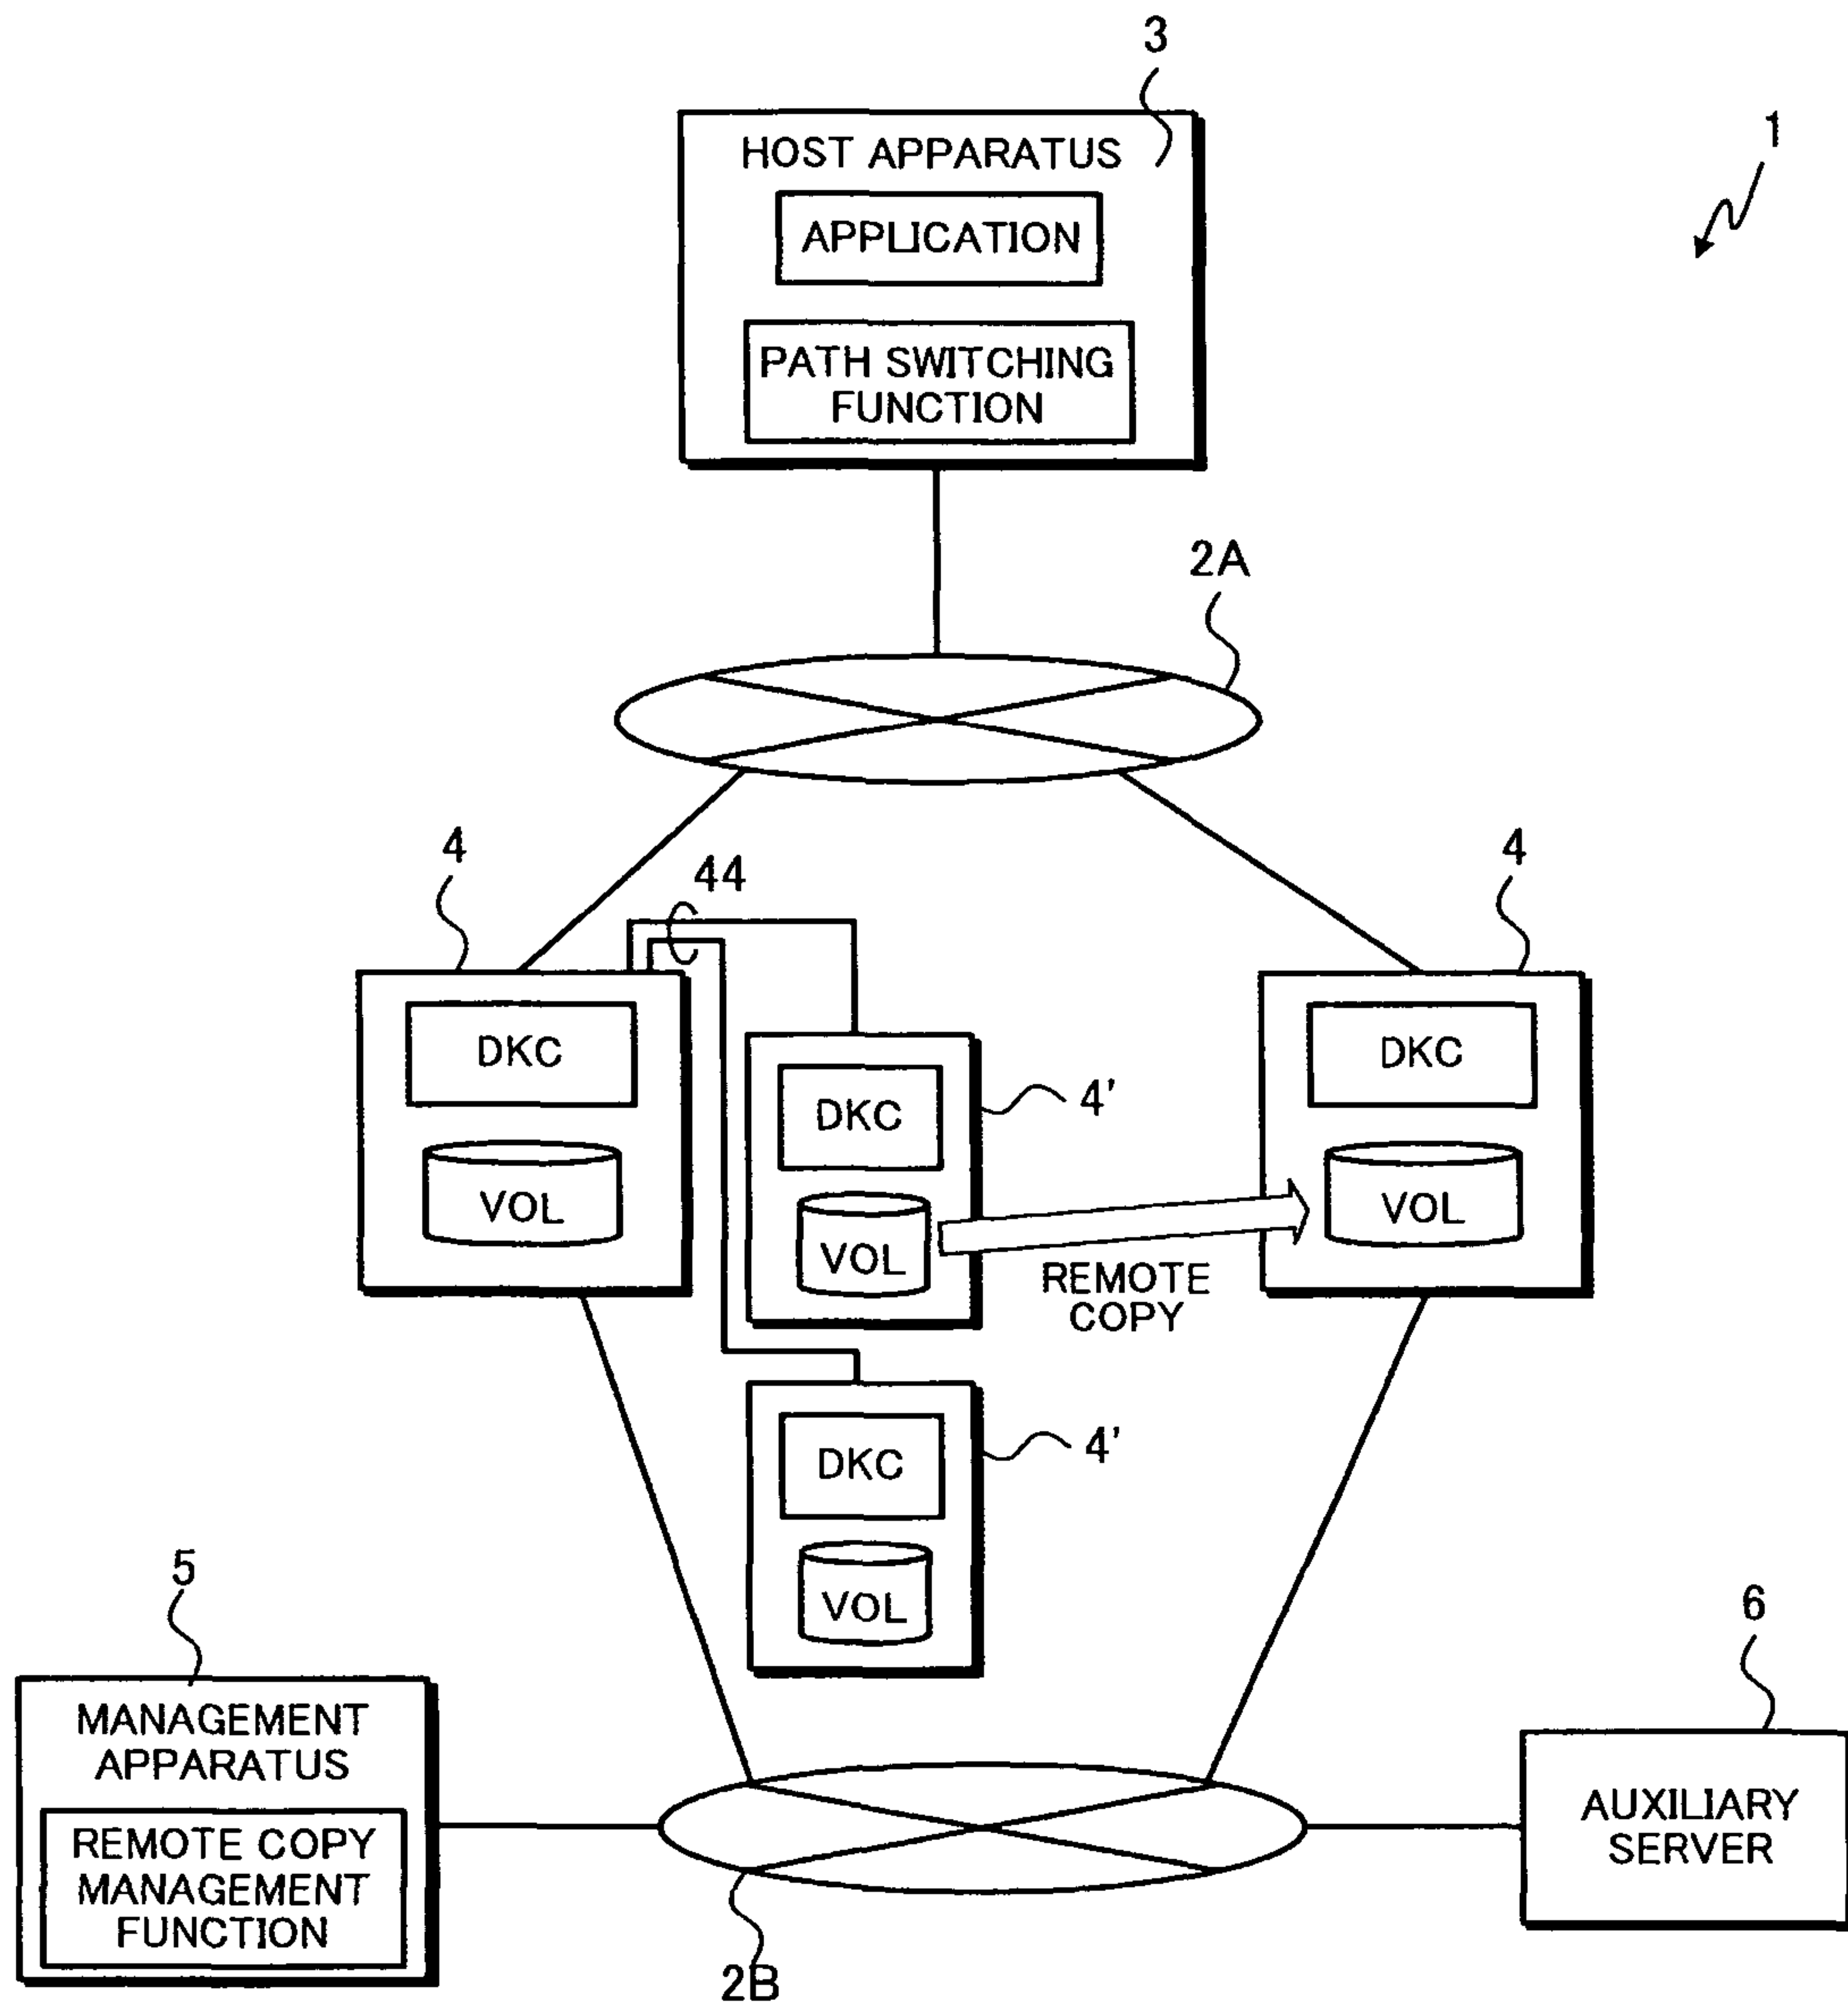 3
1
HOST APPARATUS
APPLICATION
PATH SWITCHING
FUNCTION
2A
4
44
4
DKC
VOL
DKC
VOL
4'
DKC
VOL
REMOTE
COPY
DKC
VOL
4'
5
MANAGEMENT
APPARATUS
REMOTE COPY
MANAGEMENT
FUNCTION
2B
6
AUXILIARY
SERVER